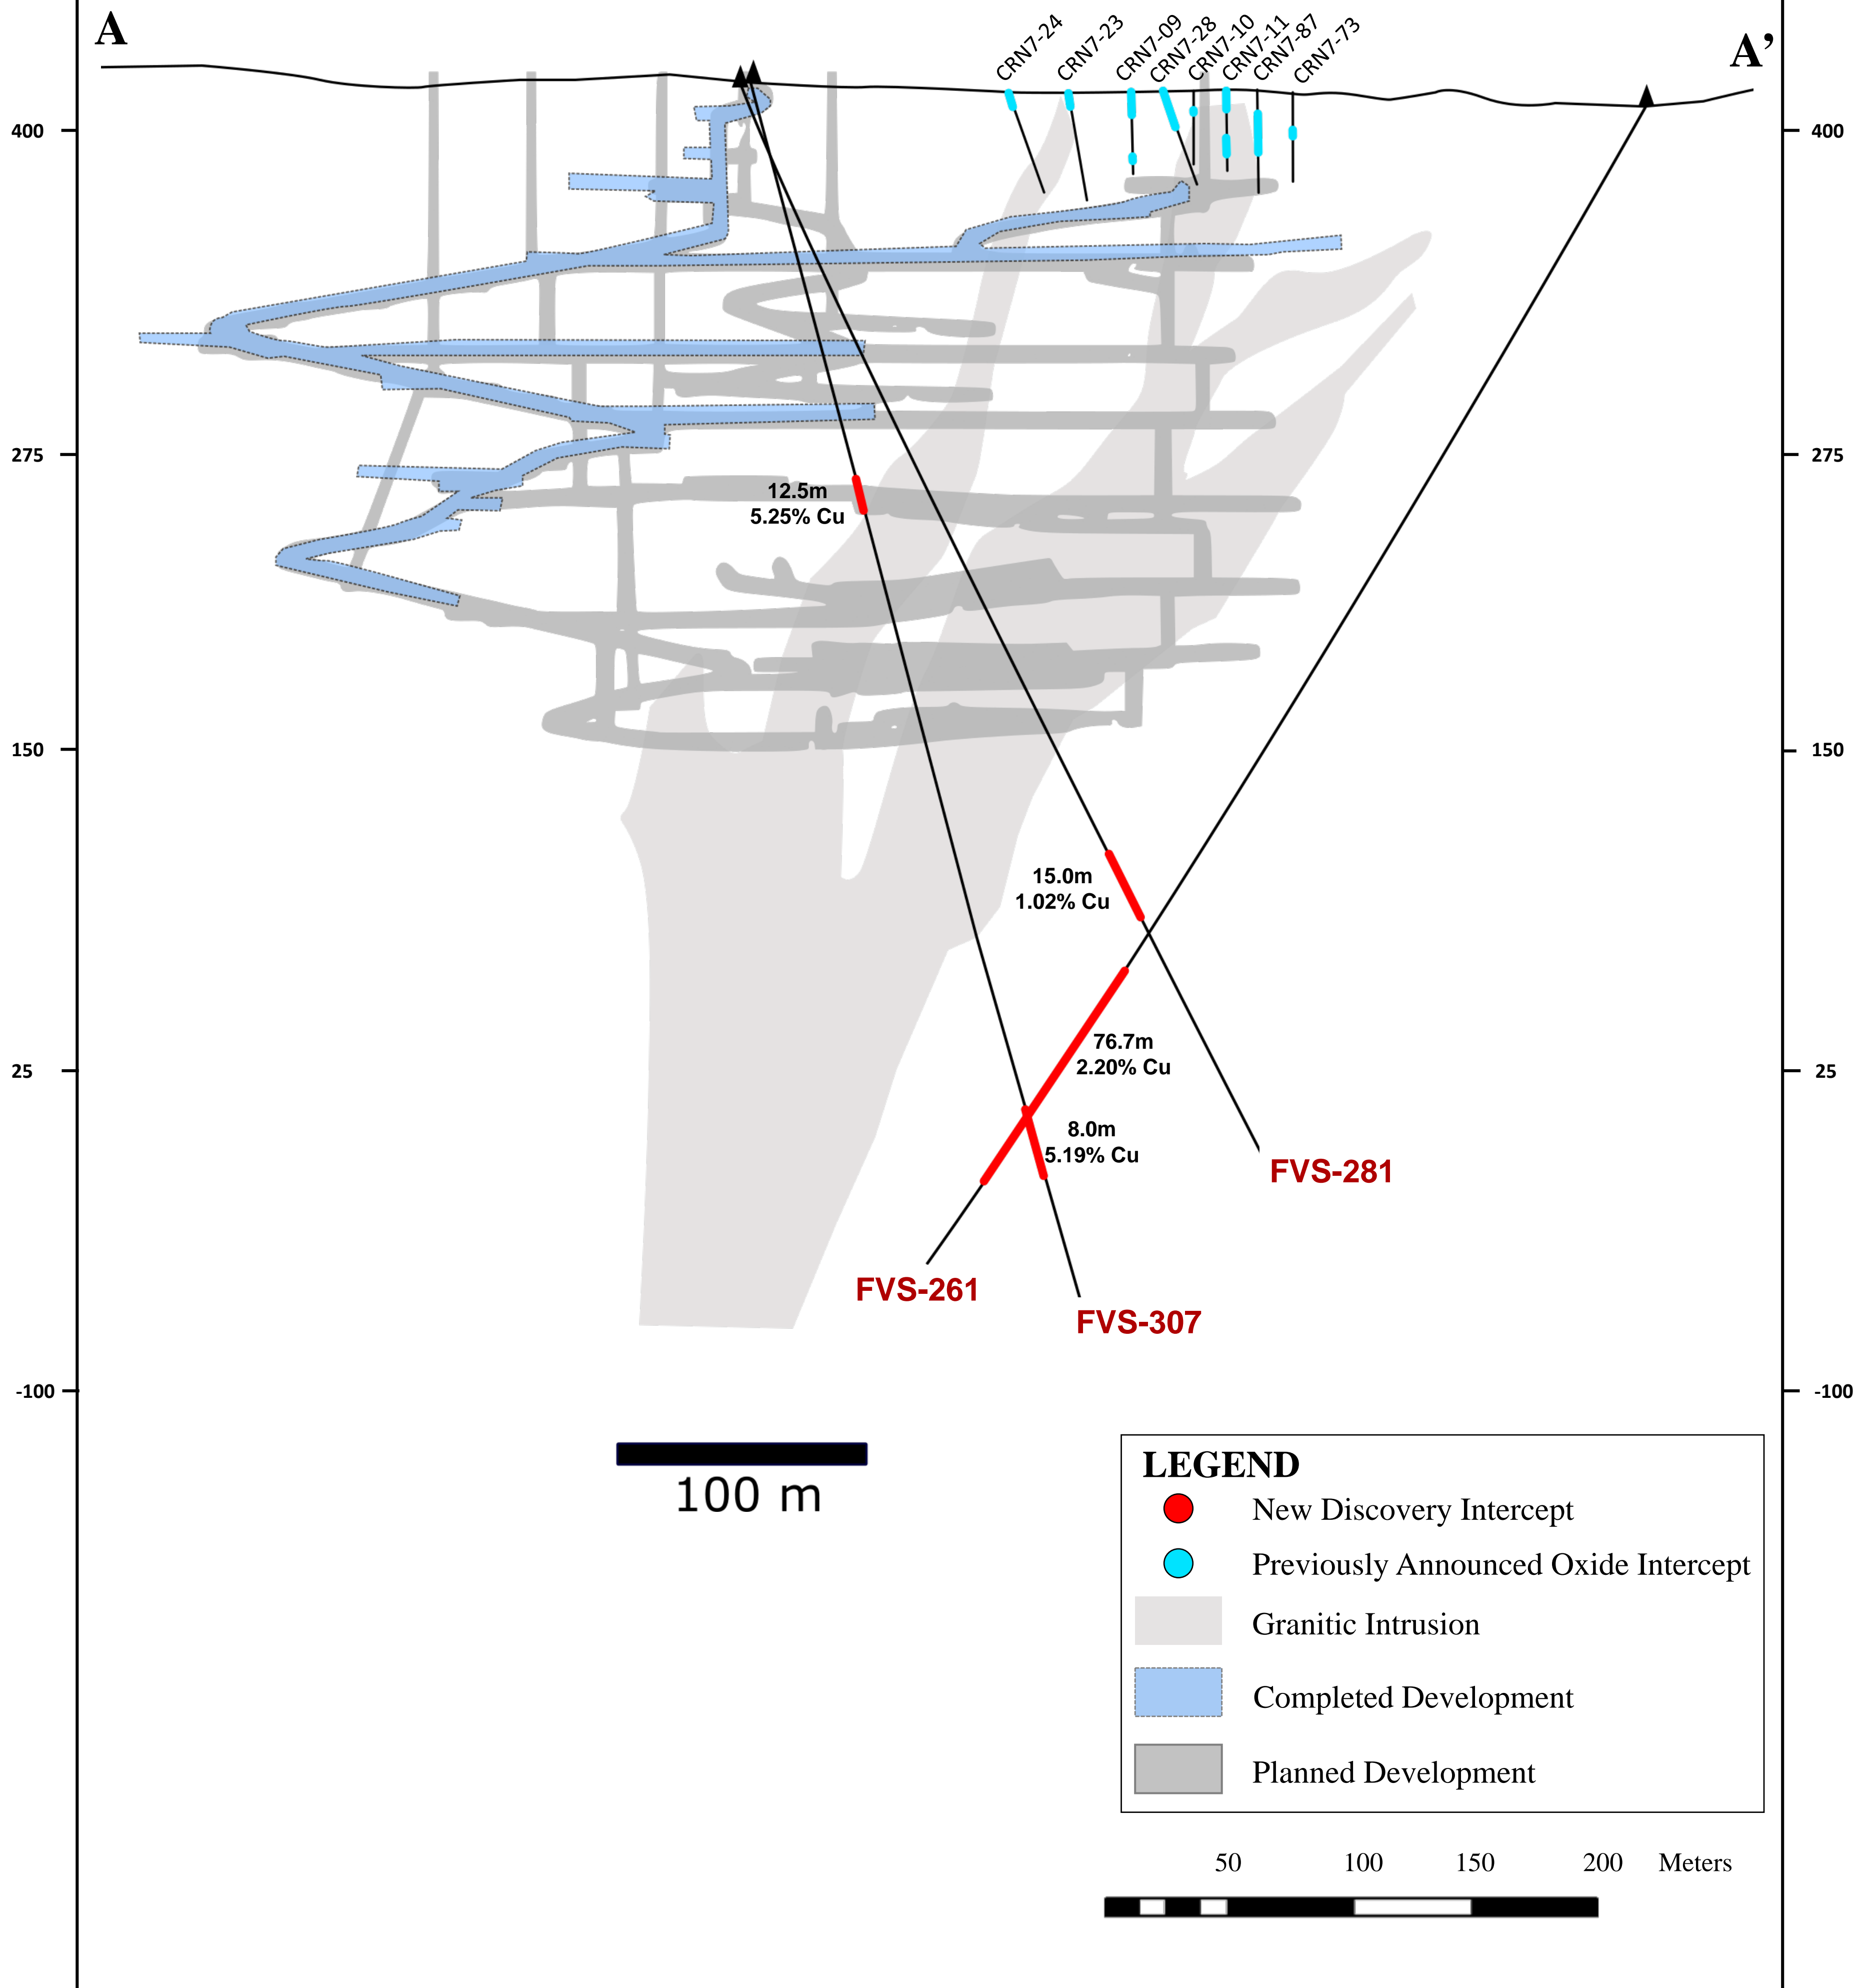 A
A’
CRN7-24
CRN7-23
CRN7-09
CRN7-28
CRN7-10
CRN7-11
CRN7-87
CRN7-73
400
400
275
275
12.5m
5.25% Cu
150
150
15.0m
1.02% Cu
76.7m
2.20% Cu
25
25
8.0m
5.19% Cu
FVS-281
FVS-261
FVS-307
-100
-100
100 m
LEGEND
New Discovery Intercept
Previously Announced Oxide Intercept
Granitic Intrusion
Completed Development
Planned Development
50 100 150 200 Meters